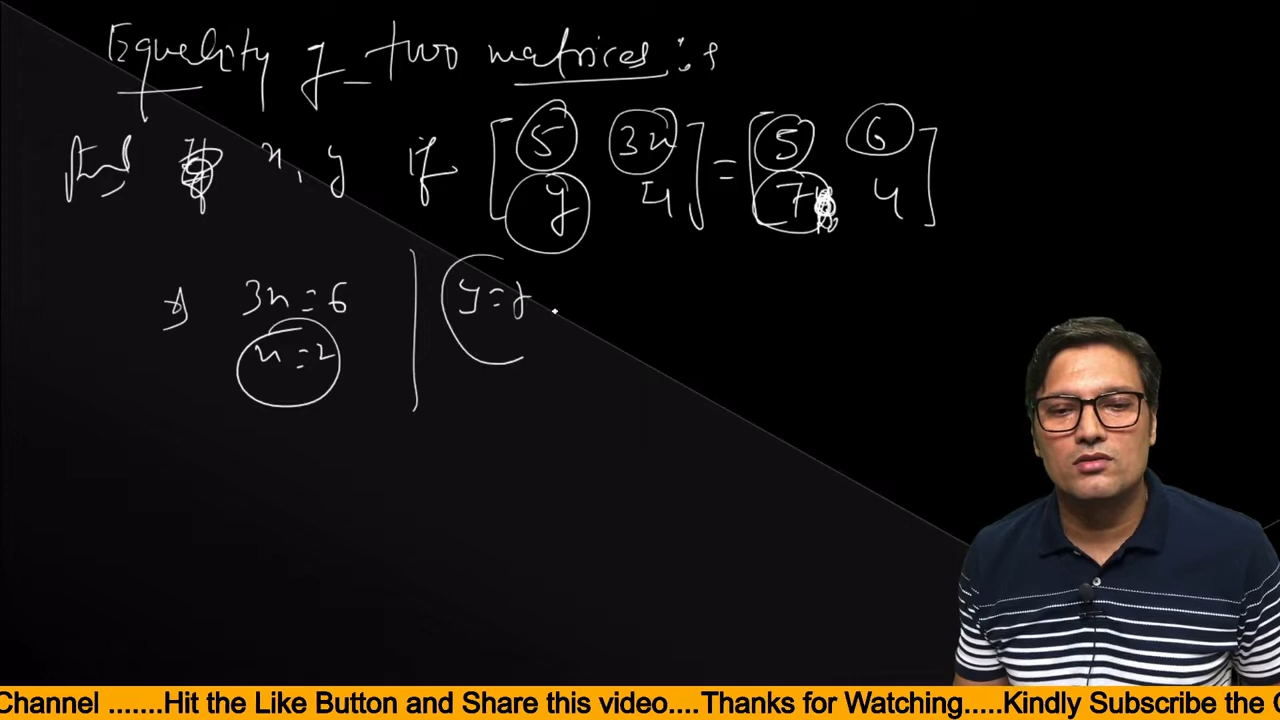 Equality of two matrices :-
Find x, y if [5 3x] = [5 6]
[y 4] [7 4]
⇒ 3x = 6 | y = 7
x = 2
Channel .......Hit the Like Button and Share this video....Thanks for Watching.....Kindly Subscribe the